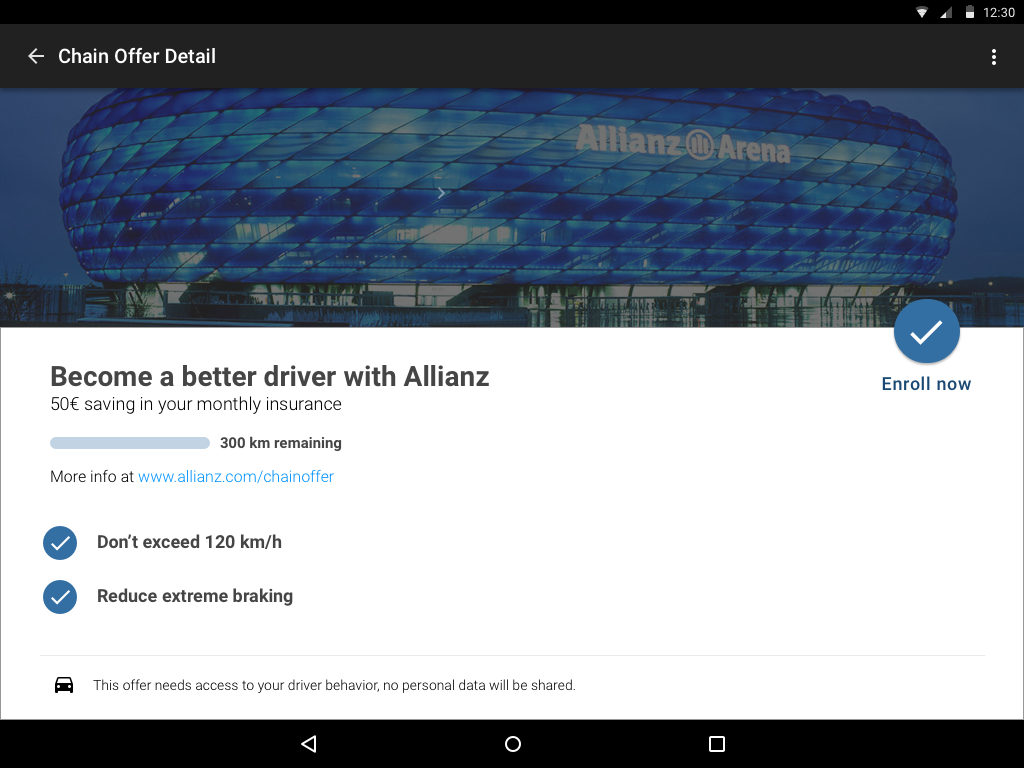 12:30
Chain Offer Detail
Allianz Arena
Become a better driver with Allianz
50€ saving in your monthly insurance
300 km remaining
More info at www.allianz.com/chainoffer
Enroll now
Don’t exceed 120 km/h
Reduce extreme braking
This offer needs access to your driver behavior, no personal data will be shared.